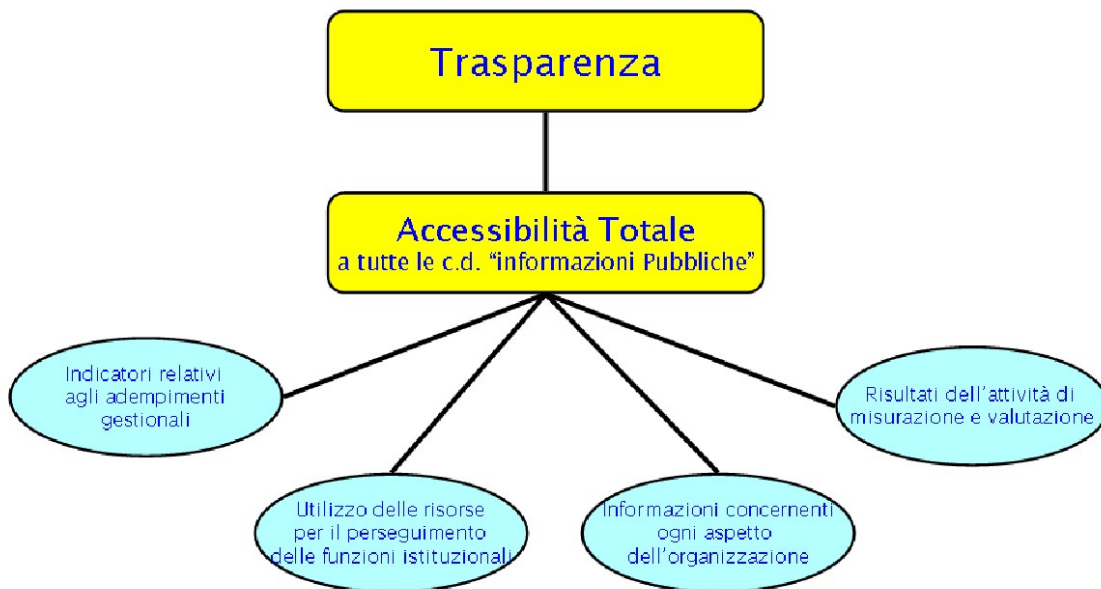 Trasparenza
Accessibilità Totale
a tutte le c.d. “informazioni Pubbliche”
Indicatori relativi
agli adempimenti
gestionali
Risultati dell'attività di
misurazione e valutazione
Utilizzo delle risorse
per il perseguimento
delle funzioni istituzionali
Informazioni concernenti
ogni aspetto
dell'organizzazione